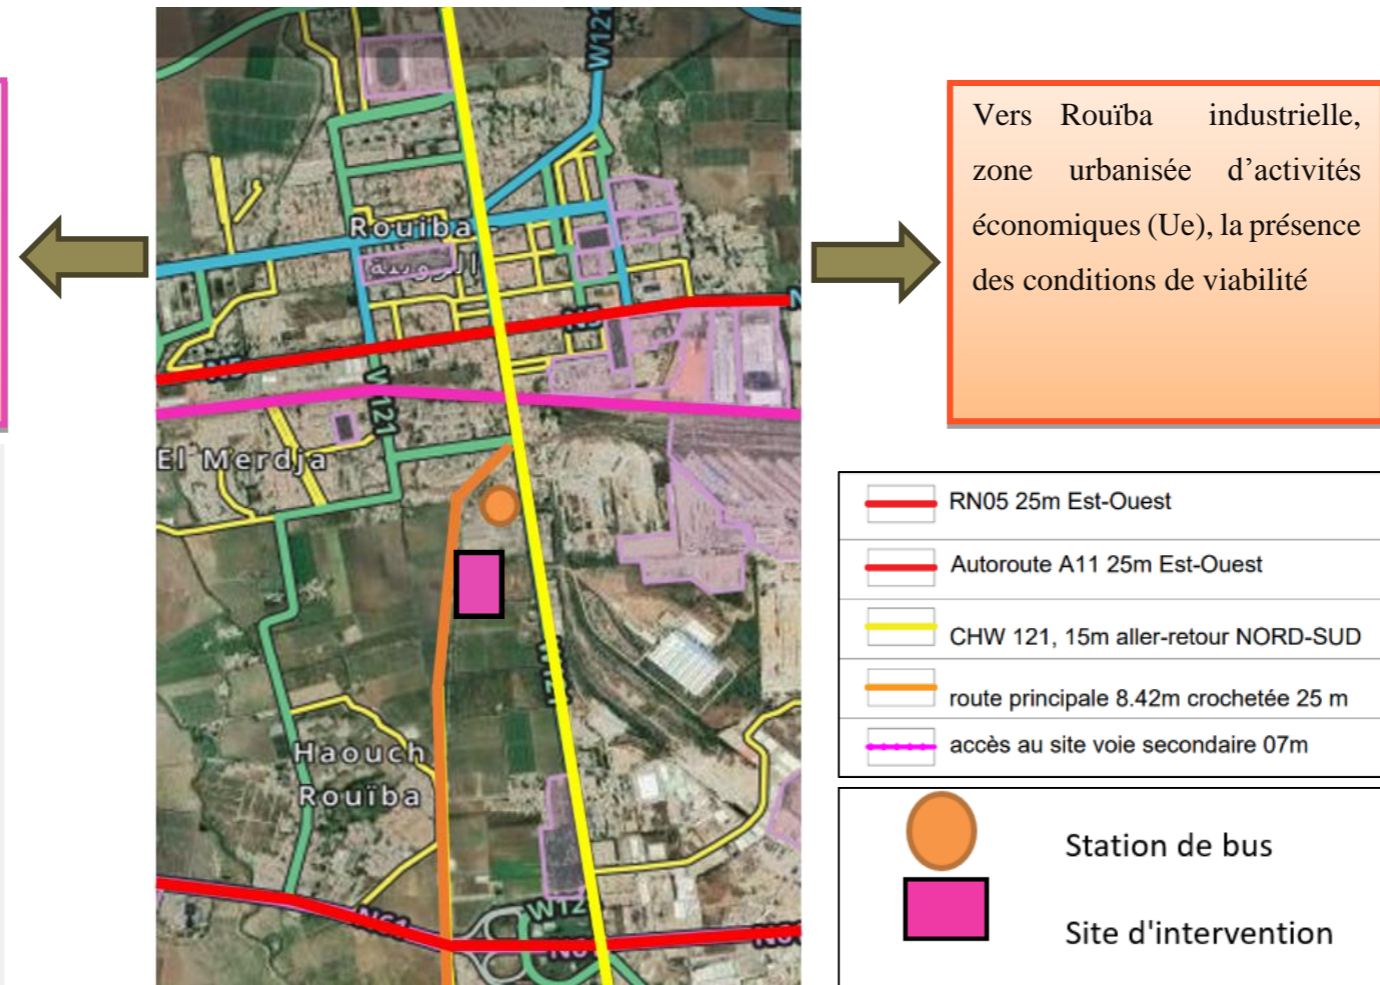 W121
Vers Rouïba industrielle,
zone urbanisée d’activités
économiques (Ue), la présence
des conditions de viabilité
Rouïba -
الرويبة
N5
N5
W121
El Merdja
RN05 25m Est-Ouest
Autoroute A11 25m Est-Ouest
CHW 121, 15m aller-retour NORD-SUD
route principale 8.42m crochetée 25 m
accès au site voie secondaire 07m
W121
Haouch
Rouïba
Station de bus
Site d'intervention
N61
W12